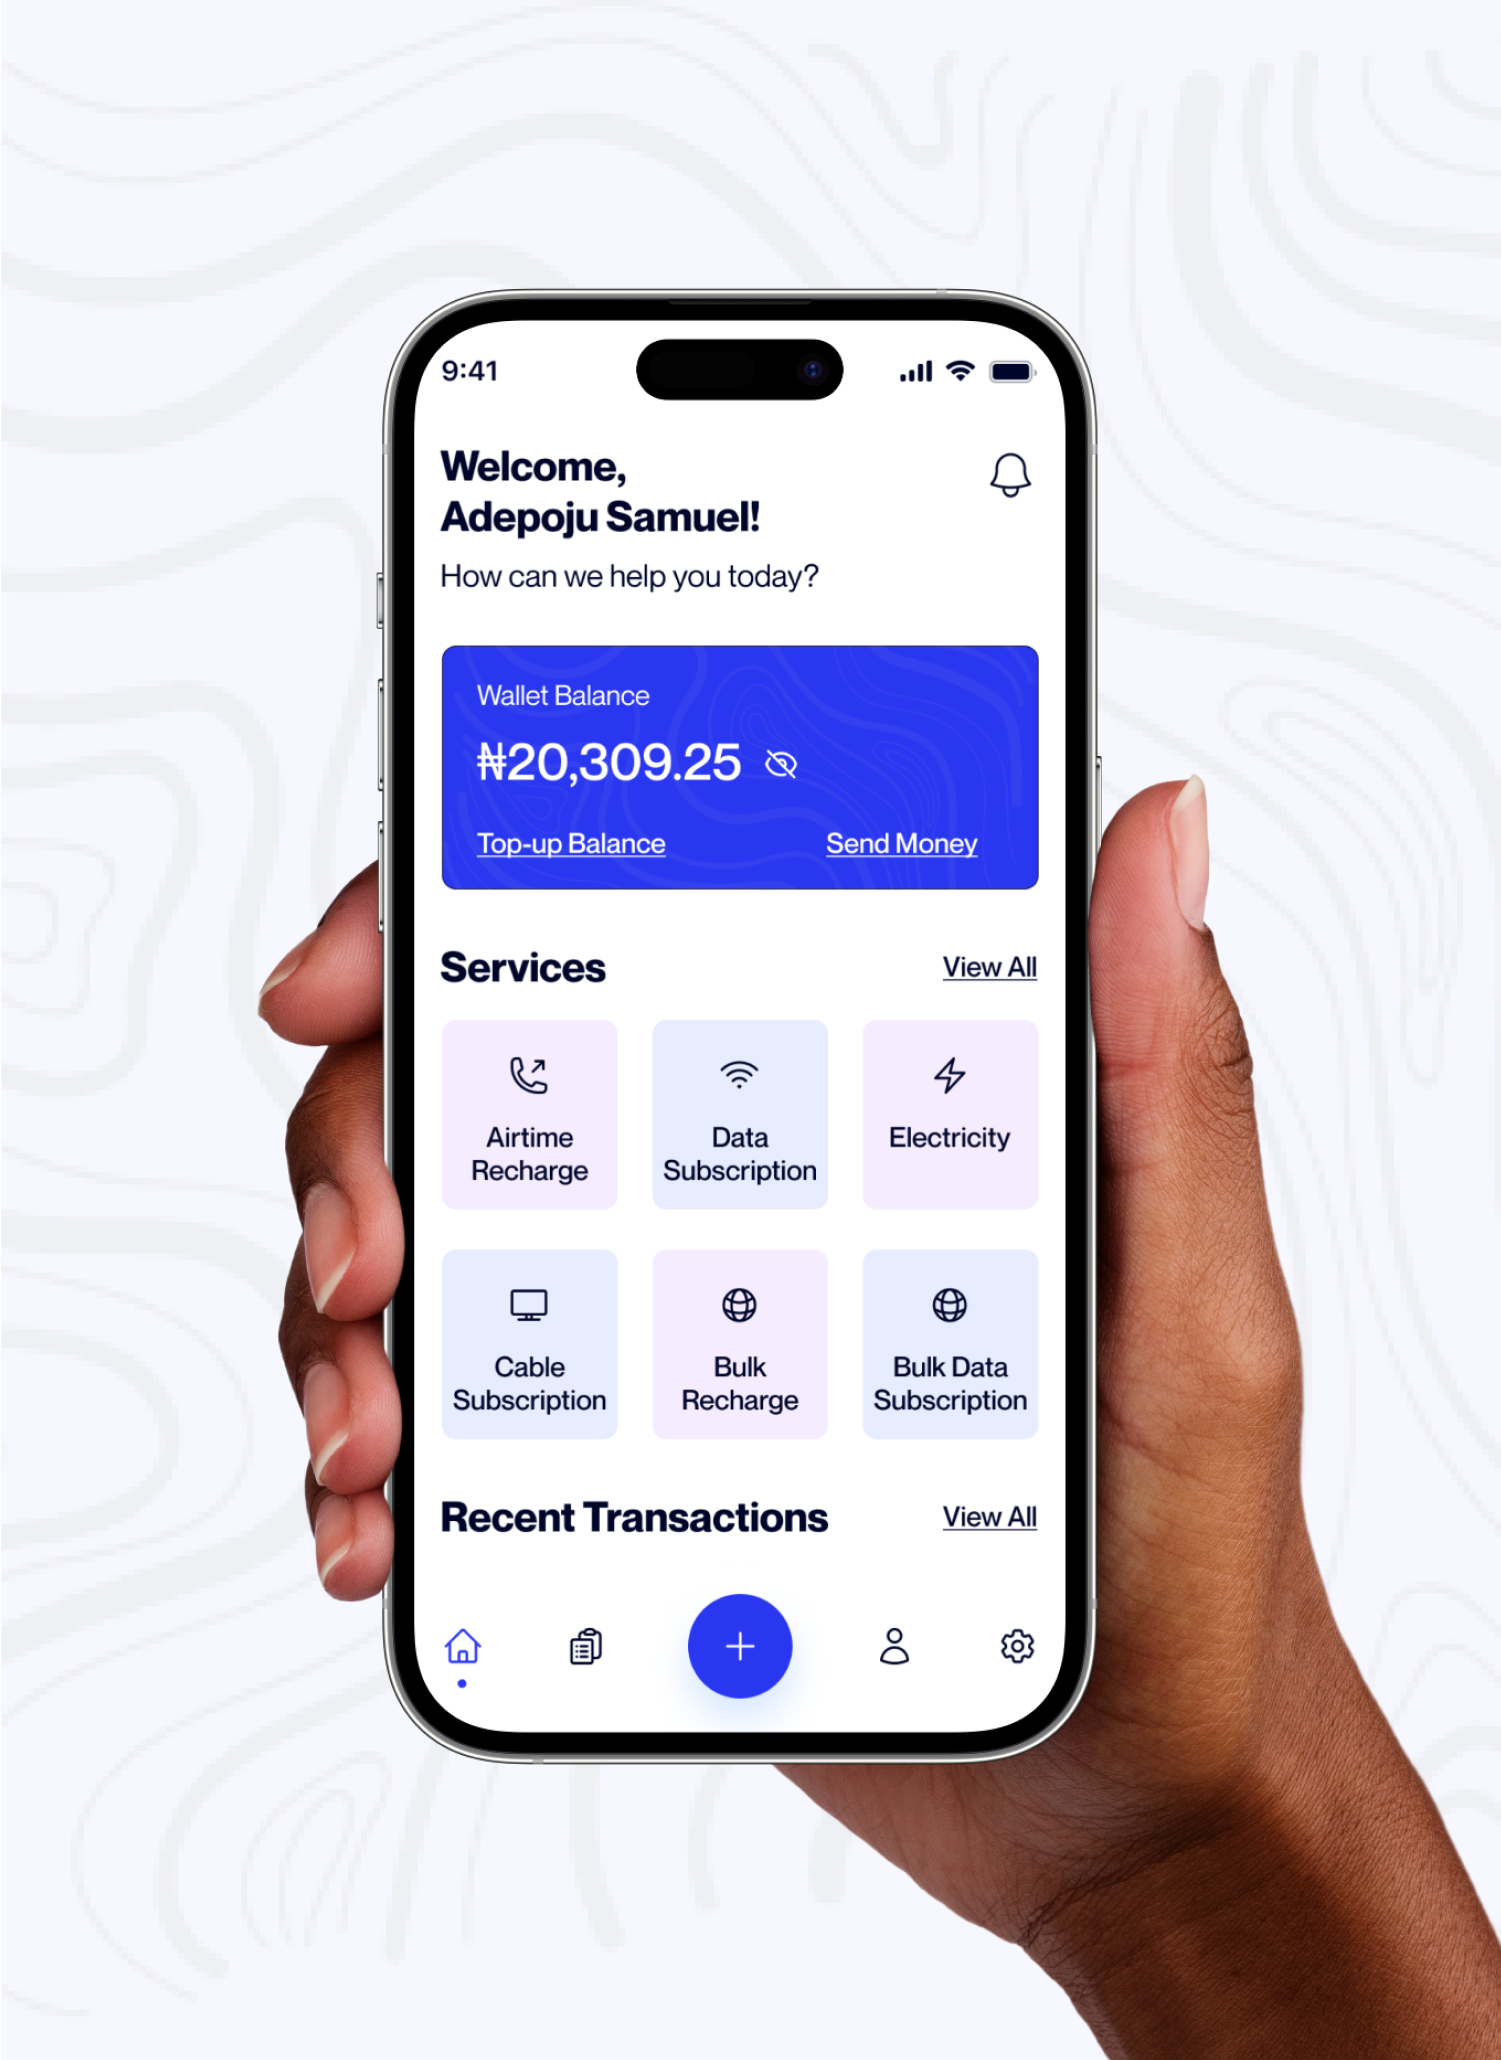 9:41
Welcome,
Adepoju Samuel!
How can we help you today?
Wallet Balance
₦20,309.25
Top-up Balance
Send Money
Services
View All
Airtime
Recharge
Data
Subscription
Electricity
Cable
Subscription
Bulk
Recharge
Bulk Data
Subscription
Recent Transactions
View All